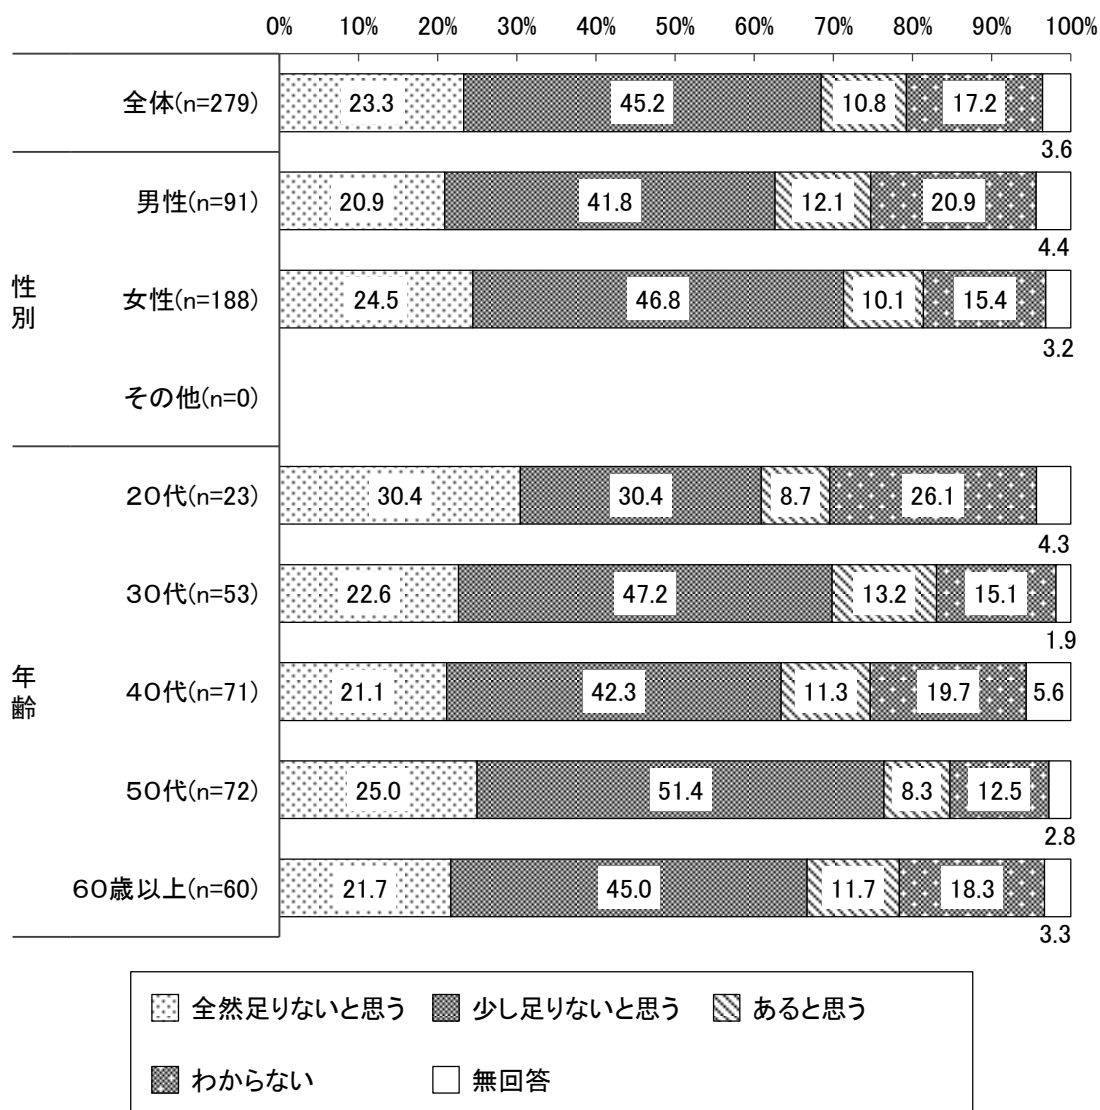 0% 10% 20% 30% 40% 50% 60% 70% 80% 90% 100%
全体(n=279) 23.3 45.2 10.8 17.2 3.6
性別
男性(n=91) 20.9 41.8 12.1 20.9 4.4
女性(n=188) 24.5 46.8 10.1 15.4 3.2
その他(n=0)
年齢
20代(n=23) 30.4 30.4 8.7 26.1 4.3
30代(n=53) 22.6 47.2 13.2 15.1 1.9
40代(n=71) 21.1 42.3 11.3 19.7 5.6
50代(n=72) 25.0 51.4 8.3 12.5 2.8
60歳以上(n=60) 21.7 45.0 11.7 18.3 3.3
全然足りないと思う 少し足りないと思う あると思う
わからない 無回答